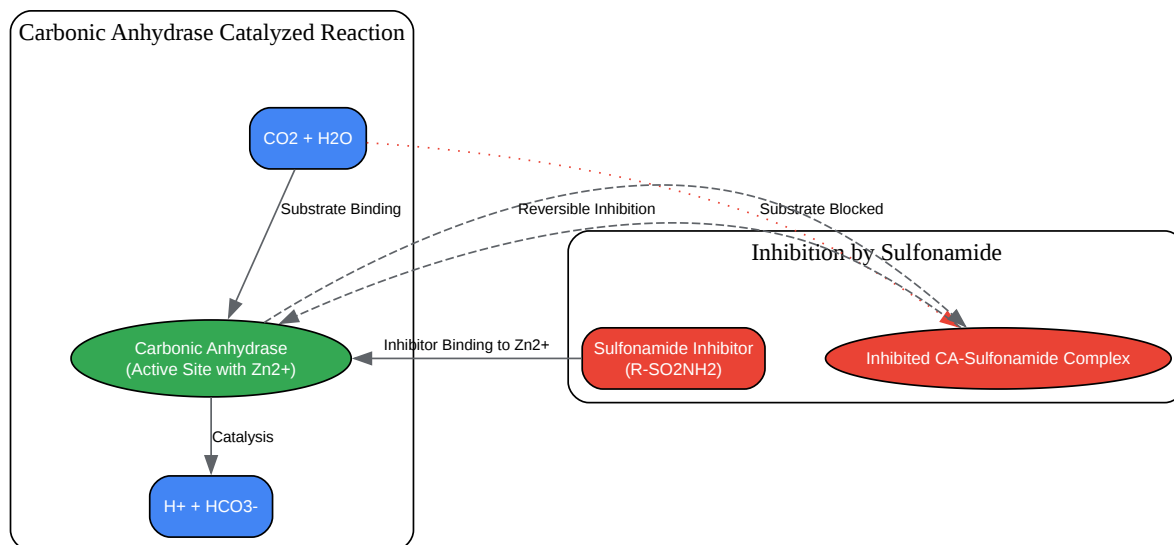 Carbonic Anhydrase Catalyzed Reaction
CO2 + H2O
Substrate Binding
Reversible Inhibition
Substrate Blocked
Inhibition by Sulfonamide
Carbonic Anhydrase
(Active Site with Zn2+)
Inhibitor Binding to Zn2+
Sulfonamide Inhibitor
(R-SO2NH2)
Inhibited CA-Sulfonamide Complex
Catalysis
H+ + HCO3-